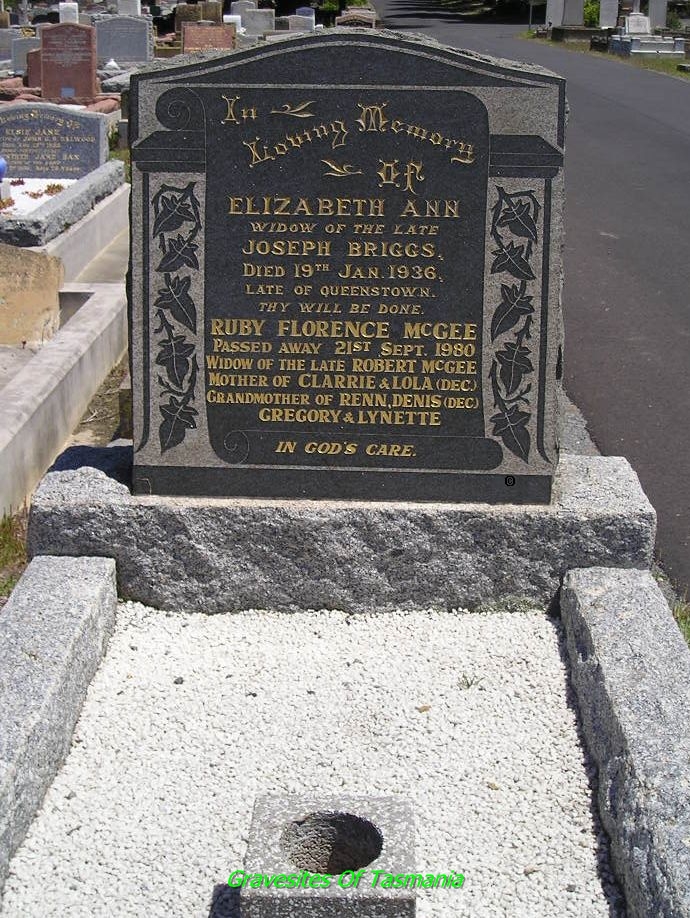 In
Loving Memory
Of
ELIZABETH ANN
WIDOW OF THE LATE
JOSEPH BRIGGS,
DIED 19TH JAN. 1936,
LATE OF QUEENSTOWN.
THY WILL BE DONE.
RUBY FLORENCE McGEE
PASSED AWAY 21ST SEPT. 1980
WIDOW OF THE LATE ROBERT McGEE
MOTHER OF CLARRIE & LOLA (DEC.)
GRANDMOTHER OF RENN, DENIS (DEC)
GREGORY & LYNETTE
IN GOD'S CARE.
ELSIE JANE
Gravesites Of Tasmania